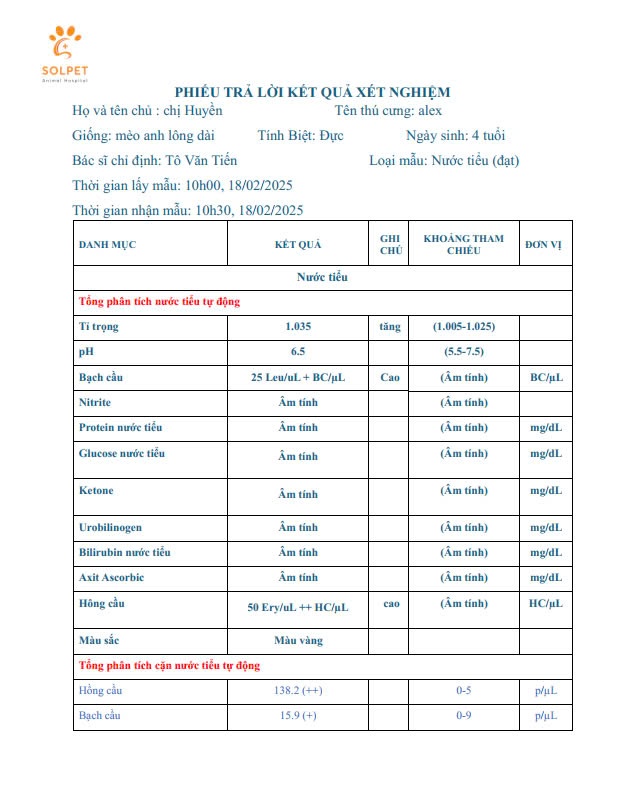 SOLPET
Animal Hospital
PHIẾU TRẢ LỜI KẾT QUẢ XÉT NGHIỆM
Họ và tên chủ : chị Huyền Tên thú cưng: alex
Giống: mèo anh lông dài Tính Biệt: Đực Ngày sinh: 4 tuổi
Bác sĩ chỉ định: Tô Văn Tiến Loại mẫu: Nước tiểu (đạt)
Thời gian lấy mẫu: 10h00, 18/02/2025
Thời gian nhận mẫu: 10h30, 18/02/2025
DANH MỤC KẾT QUẢ GHI CHÚ KHOẢNG THAM CHIẾU ĐƠN VỊ
Nước tiểu
Tổng phân tích nước tiểu tự động
Tỉ trọng 1.035 tăng (1.005-1.025)
pH 6.5 (5.5-7.5)
Bạch cầu 25 Leu/uL + BC/µL Cao (Âm tính) BC/µL
Nitrite Âm tính (Âm tính)
Protein nước tiểu Âm tính (Âm tính) mg/dL
Glucose nước tiểu Âm tính (Âm tính) mg/dL
Ketone Âm tính (Âm tính) mg/dL
Urobilinogen Âm tính (Âm tính) mg/dL
Bilirubin nước tiểu Âm tính (Âm tính) mg/dL
Axit Ascorbic Âm tính (Âm tính) mg/dL
Hồng cầu 50 Ery/uL ++ HC/µL cao (Âm tính) HC/µL
Màu sắc Màu vàng
Tổng phân tích cặn nước tiểu tự động
Hồng cầu 138.2 (++) 0-5 p/µL
Bạch cầu 15.9 (+) 0-9 p/µL